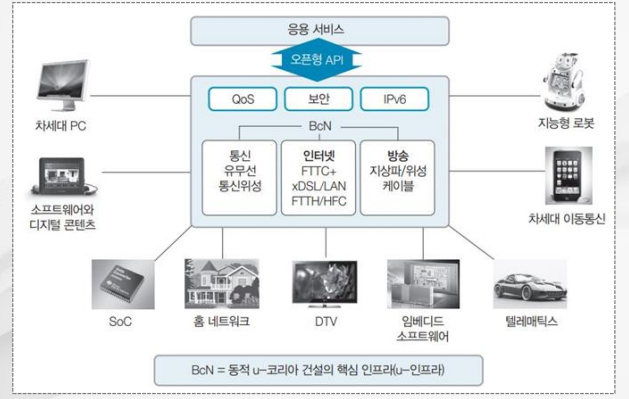 응용 서비스
오픈형 API
QoS
보안
IPv6
BcN
통신
유무선
통신위성
인터넷
FTTC+
xDSL/LAN
FTTH/HFC
방송
지상파/위성
케이블
차세대 PC
소프트웨어와
디지털 콘텐츠
지능형 로봇
차세대 이동통신
SoC
홈 네트워크
DTV
임베디드
소프트웨어
텔레매틱스
BcN = 동적 u-코리아 건설의 핵심 인프라(u-인프라)